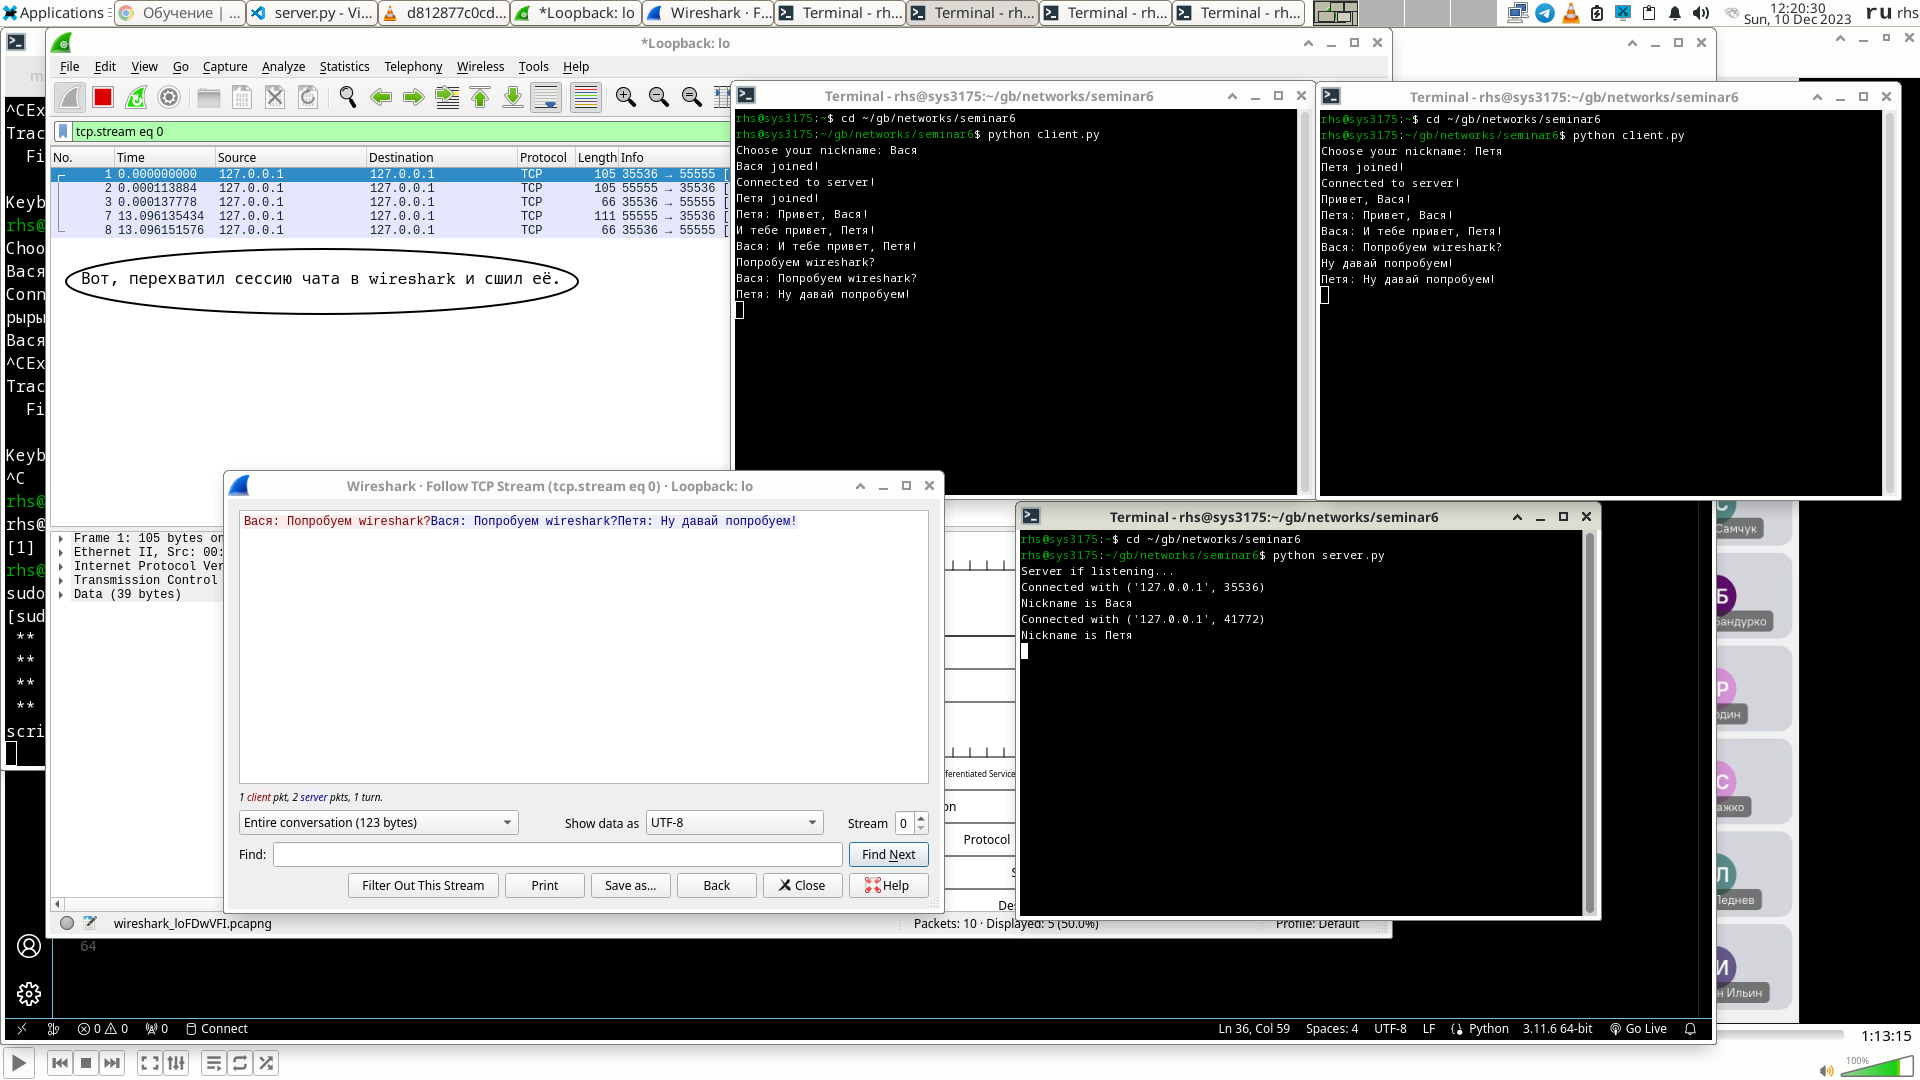 Applications
Обучение | ...
server.py - Vi...
d812877c0cd...
*Loopback: lo
Wireshark · F...
Terminal - rh...
Terminal - rh...
Terminal - rh...
Terminal - rh...
12:20:30
Sun, 10 Dec 2023
ru rhs
*Loopback: lo
File Edit View Go Capture Analyze Statistics Telephony Wireless Tools Help
tcp.stream eq 0
No. Time Source Destination Protocol Length Info
1 0.000000000 127.0.0.1 127.0.0.1 TCP 105 35536 → 55555 [
2 0.000113884 127.0.0.1 127.0.0.1 TCP 105 55555 → 35536 [
3 0.000137778 127.0.0.1 127.0.0.1 TCP 66 35536 → 55555 [
7 13.096135434 127.0.0.1 127.0.0.1 TCP 111 55555 → 35536 [
8 13.096151576 127.0.0.1 127.0.0.1 TCP 66 35536 → 55555 [
Вот, перехватил сессию чата в wireshark и сшил её.
^CEx
Trac
Fi
Keyb
rhs@
Choo
Вася
Conn
рыры
Вася
^CEx
Trac
Fi
Keyb
^C
rhs@
rhs@
[1]
rhs@
sudo
[sud
**
**
**
**
scri
Terminal - rhs@sys3175:~/gb/networks/seminar6
rhs@sys3175:~$ cd ~/gb/networks/seminar6
rhs@sys3175:~/gb/networks/seminar6$ python client.py
Choose your nickname: Вася
Вася joined!
Connected to server!
Петя joined!
Петя: Привет, Вася!
И тебе привет, Петя!
Вася: И тебе привет, Петя!
Попробуем wireshark?
Вася: Попробуем wireshark?
Петя: Ну давай попробуем!
Terminal - rhs@sys3175:~/gb/networks/seminar6
rhs@sys3175:~$ cd ~/gb/networks/seminar6
rhs@sys3175:~/gb/networks/seminar6$ python client.py
Choose your nickname: Петя
Петя joined!
Connected to server!
Привет, Вася!
Петя: Привет, Вася!
Вася: И тебе привет, Петя!
Вася: Попробуем wireshark?
Ну давай попробуем!
Петя: Ну давай попробуем!
Frame 1: 105 bytes on
Ethernet II, Src: 00:
Internet Protocol Ver
Transmission Control
Data (39 bytes)
Wireshark · Follow TCP Stream (tcp.stream eq 0) · Loopback: lo
Вася: Попробуем wireshark?Вася: Попробуем wireshark?Петя: Ну давай попробуем!
1 client pkt, 2 server pkts, 1 turn.
Entire conversation (123 bytes)
Show data as UTF-8
Stream 0
Find:
Find Next
Filter Out This Stream
Print
Save as...
Back
Close
Help
ferentiated Service
on
Protocol
De
Terminal - rhs@sys3175:~/gb/networks/seminar6
rhs@sys3175:~$ cd ~/gb/networks/seminar6
rhs@sys3175:~/gb/networks/seminar6$ python server.py
Server if listening...
Connected with ('127.0.0.1', 35536)
Nickname is Вася
Connected with ('127.0.0.1', 41772)
Nickname is Петя
Самчук
Б
бандурко
Р
один
С
ажко
Л
Леднев
И
н Ильин
wireshark_loFDwVFI.pcapng
Packets: 10 · Displayed: 5 (50.0%)
Profile: Default
64
0 0
0
Connect
Ln 36, Col 59
Spaces: 4
UTF-8
LF
Python
3.11.6 64-bit
Go Live
1:13:15
100%